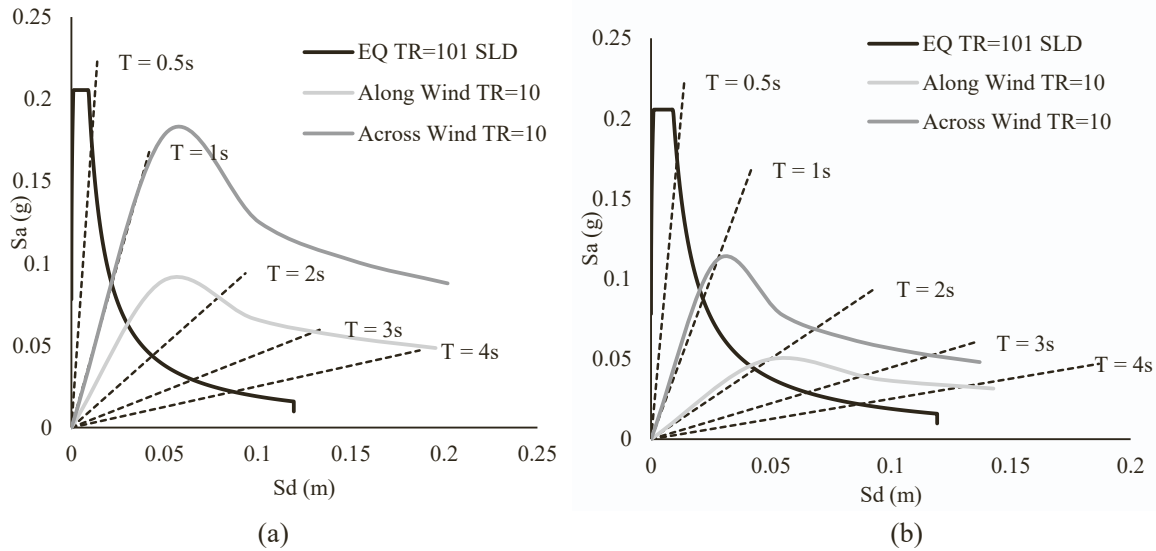 0.25
0.2
0.15
0.1
0.05
0
Sa (g)
0
0.05
0.1
0.15
0.2
0.25
Sd (m)
T = 0.5s
T = 1s
T = 2s
T = 3s
T = 4s
EQ TR=101 SLD
Along Wind TR=10
Across Wind TR=10
(a)
0.25
0.2
0.15
0.1
0.05
0
Sa (g)
0
0.05
0.1
0.15
0.2
Sd (m)
T = 0.5s
T = 1s
T = 2s
T = 3s
T = 4s
EQ TR=101 SLD
Along Wind TR=10
Across Wind TR=10
(b)